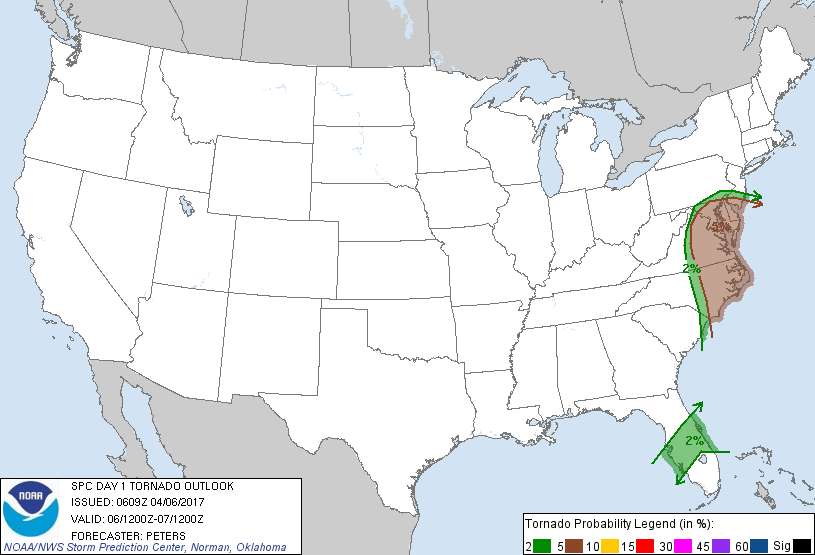 5%
2%
2%
NOAA
SPC DAY 1 TORNADO OUTLOOK
ISSUED: 0609Z 04/06/2017
VALID: 06/1200Z-07/1200Z
FORECASTER: PETERS
NOAA/NWS Storm Prediction Center, Norman, Oklahoma
Tornado Probability Legend (in %):
2 5 10 15 30 45 60 Sig